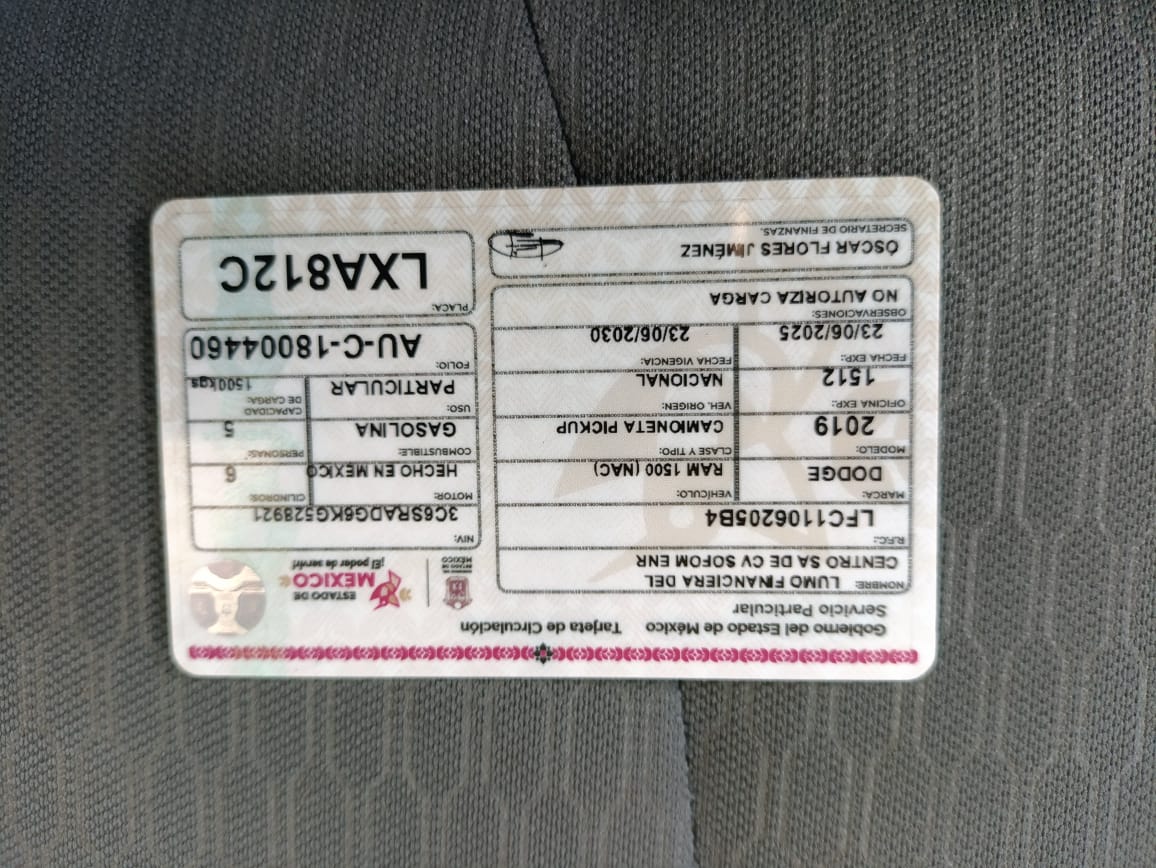 Gobierno del Estado de México Tarjeta de Circulación
Servicio Particular
ESTADO DE
MÉXICO
¡El poder de servir!
ESTADO DE
MÉXICO
NOMBRE: LUMO FINANCIERA DEL
CENTRO SA DE CV SOFOM ENR
R.F.C.:
LFC1106205B4
MARCA: VEHÍCULO:
DODGE RAM 1500 (NAC)
MODELO: CLASE Y TIPO:
2019 CAMIONETA PICKUP
OFICINA EXP.: VEH. ORIGEN:
1512 NACIONAL
FECHA EXP.: FECHA VIGENCIA:
23/06/2025 23/06/2030
OBSERVACIONES:
NO AUTORIZA CARGA
ÓSCAR FLORES JIMÉNEZ
SECRETARIO DE FINANZAS.
NIV:
3C6SRADG6KG528921
MOTOR: CILINDROS:
HECHO EN MEXICO 6
COMBUSTIBLE: PERSONAS:
GASOLINA 5
USO: CAPACIDAD
DE CARGA:
PARTICULAR 1500kgs
FOLIO:
AU-C-18004460
PLACA:
LXA812C